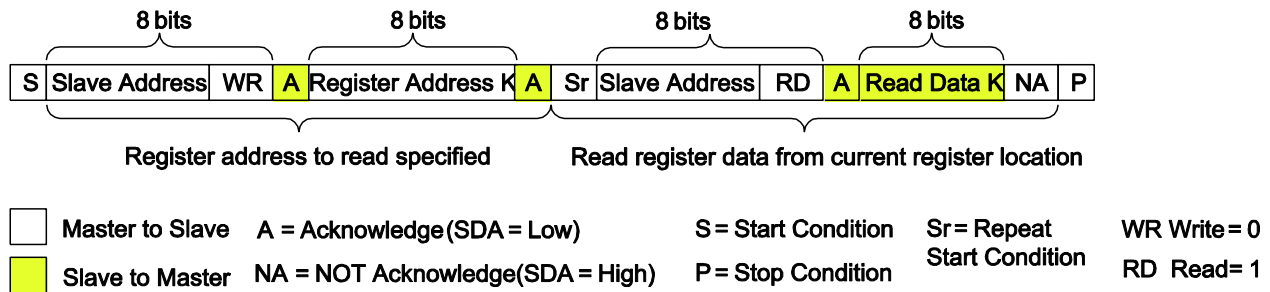 8 bits 8 bits 8 bits 8 bits
S Slave Address WR A Register Address K A Sr Slave Address RD A Read Data K NA P
Register address to read specified Read register data from current register location
Master to Slave A = Acknowledge (SDA = Low) S = Start Condition Sr = Repeat Start Condition WR Write = 0
Slave to Master NA = NOT Acknowledge(SDA = High) P = Stop Condition RD Read = 1